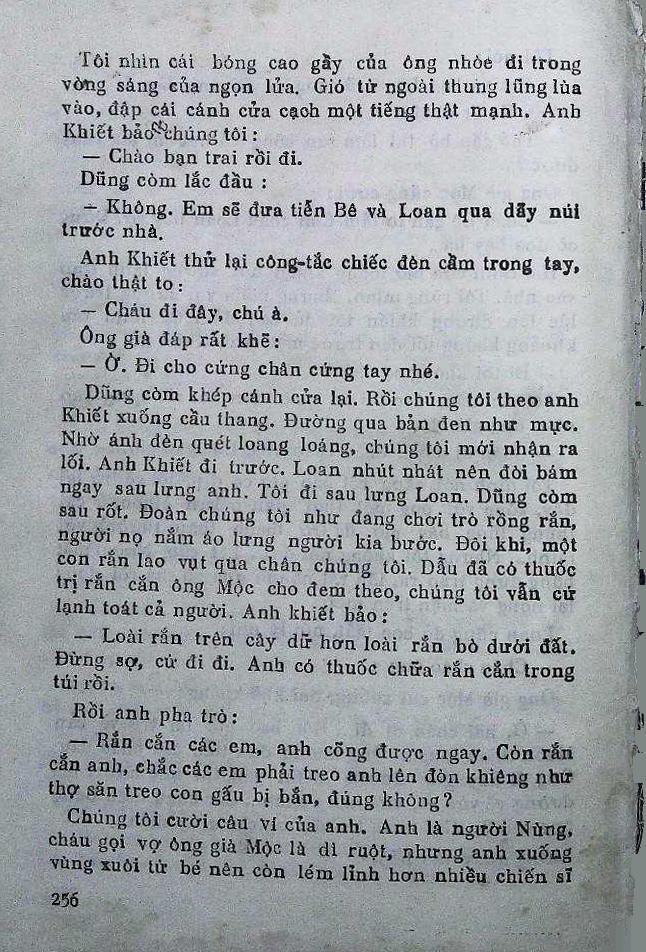 Tôi nhìn cái bóng cao gầy của ông nhòe đi trong
vòng sáng của ngọn lửa. Gió từ ngoài thung lũng lùa
vào, đập cái cánh cửa cạch một tiếng thật mạnh. Anh
Khiết bảo chúng tôi :
— Chào bạn trai rồi đi.
Dũng còm lắc đầu :
— Không. Em sẽ đưa tiễn Bê và Loan qua dãy núi
trước nhà.
Anh Khiết thử lại công-tắc chiếc đèn cầm trong tay,
chào thật to :
— Cháu đi đây, chú à.
Ông già đáp rất khẽ :
— Ờ. Đi cho cứng chân cứng tay nhé.
Dũng còm khép cánh cửa lại. Rồi chúng tôi theo anh
Khiết xuống cầu thang. Đường qua bản đen như mực.
Nhờ ánh đèn quét loang loáng, chúng tôi mới nhận ra
lối. Anh Khiết đi trước. Loan nhút nhát nên đòi bám
ngay sau lưng anh. Tôi đi sau lưng Loan. Dũng còm
sau rốt. Đoàn chúng tôi như đang chơi trò rồng rắn,
người nọ nắm áo lưng người kia bước. Đôi khi, một
con rắn lao vụt qua chân chúng tôi. Dẫu đã có thuốc
trị rắn cắn ông Mộc cho đem theo, chúng tôi vẫn cứ
lạnh toát cả người. Anh khiết bảo :
— Loài rắn trên cây dữ hơn loài rắn bò dưới đất.
Đừng sợ, cứ đi đi. Anh có thuốc chữa rắn cắn trong
túi rồi.
Rồi anh pha trò :
— Rắn cắn các em, anh cõng được ngay. Còn rắn
cắn anh, chắc các em phải treo anh lên đòn khiêng như
thợ săn treo con gấu bị bắn, đúng không ?
Chúng tôi cười câu ví của anh. Anh là người Nùng,
cháu gọi vợ ông già Mộc là dì ruột, nhưng anh xuống
vùng xuôi từ bé nên còn lém lỉnh hơn nhiều chiến sĩ
256